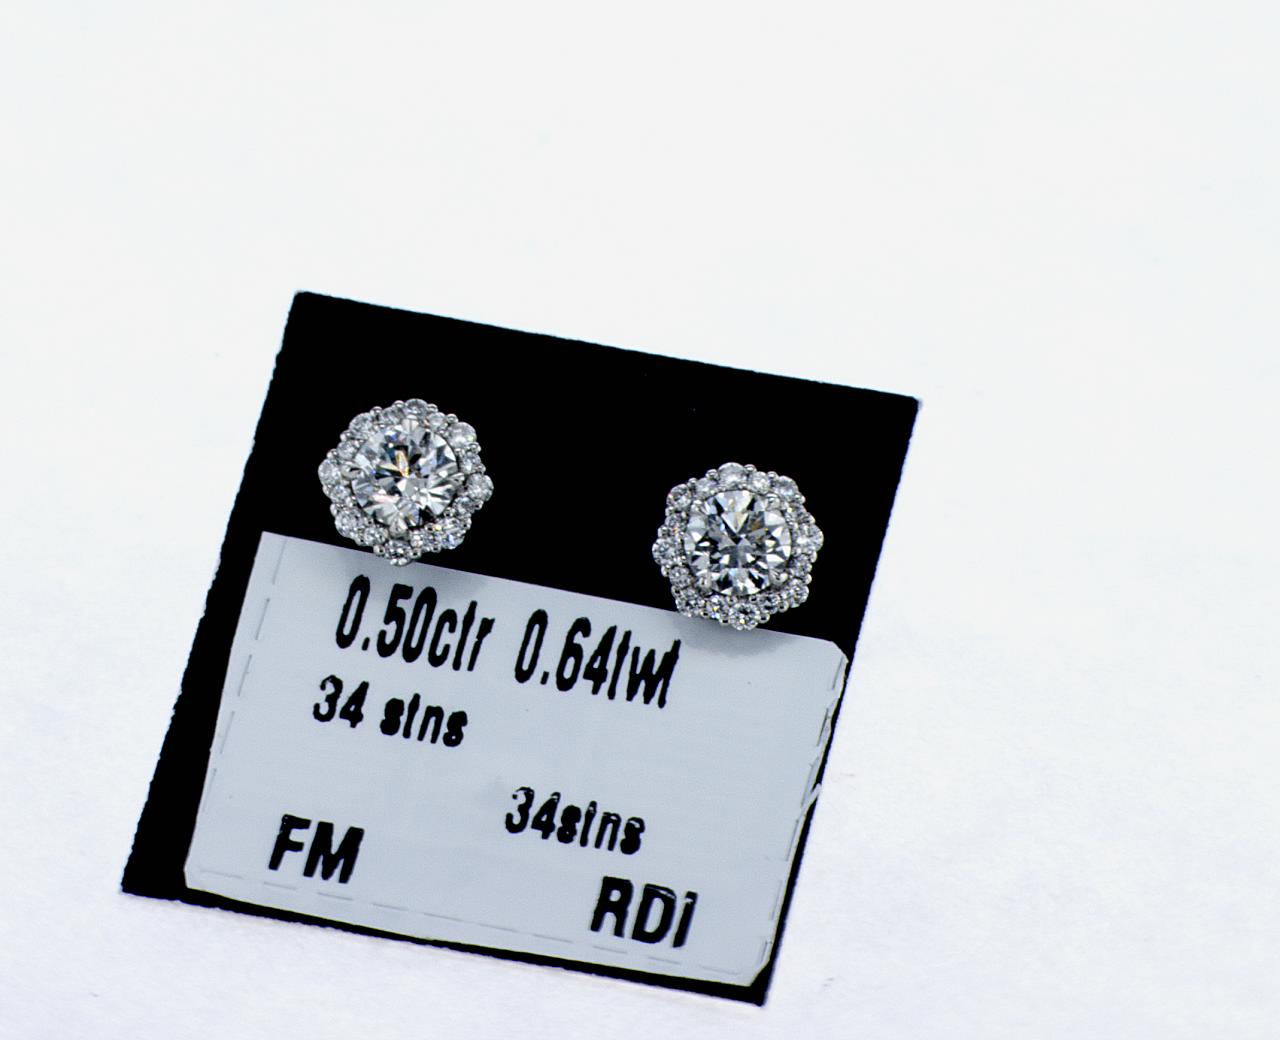 0.50ctr 0.64twt
34 stns
34stns
FM
RDI